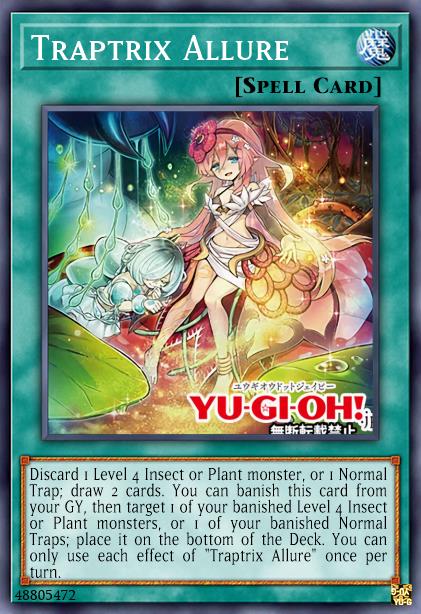 Traptrix Allure
魔
[Spell Card]
ユウギオウドットジェイピー
YU-GI-OH!
無断転載禁止
Discard 1 Level 4 Insect or Plant monster, or 1 Normal
Trap; draw 2 cards. You can banish this card from
your GY, then target 1 of your banished Level 4 Insect
or Plant monsters, or 1 of your banished Normal
Traps; place it on the bottom of the Deck. You can
only use each effect of "Traptrix Allure" once per
turn.
48805472